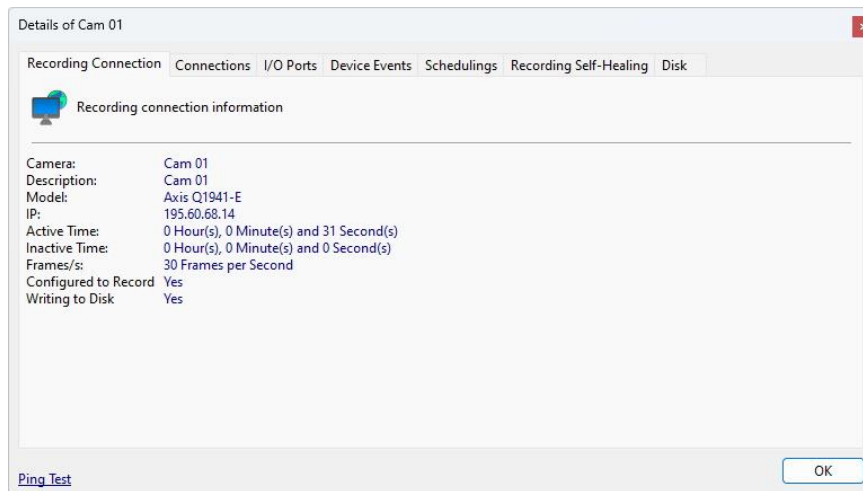 Details of Cam 01
Recording Connection Connections I/O Ports Device Events Schedulings Recording Self-Healing Disk
Recording connection information
Camera: Cam 01
Description: Cam 01
Model: Axis Q1941-E
IP: 195.60.68.14
Active Time: 0 Hour(s), 0 Minute(s) and 31 Second(s)
Inactive Time: 0 Hour(s), 0 Minute(s) and 0 Second(s)
Frames/s: 30 Frames per Second
Configured to Record Yes
Writing to Disk Yes
Ping Test OK